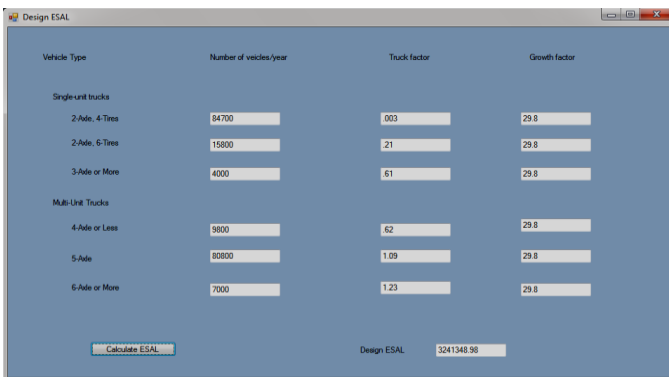 Design ESAL
Vehicle Type Number of veicles/year Truck factor Growth factor
Single-unit trucks
2-Axle, 4-Tires 84700 .003 29.8
2-Axle, 6-Tires 15800 .21 29.8
3-Axle or More 4000 .61 29.8
Multi-Unit Trucks
4-Axle or Less 9800 .62 29.8
5-Axle 80800 1.09 29.8
6-Axle or More 7000 1.23 29.8
Calculate ESAL Design ESAL 3241348.98